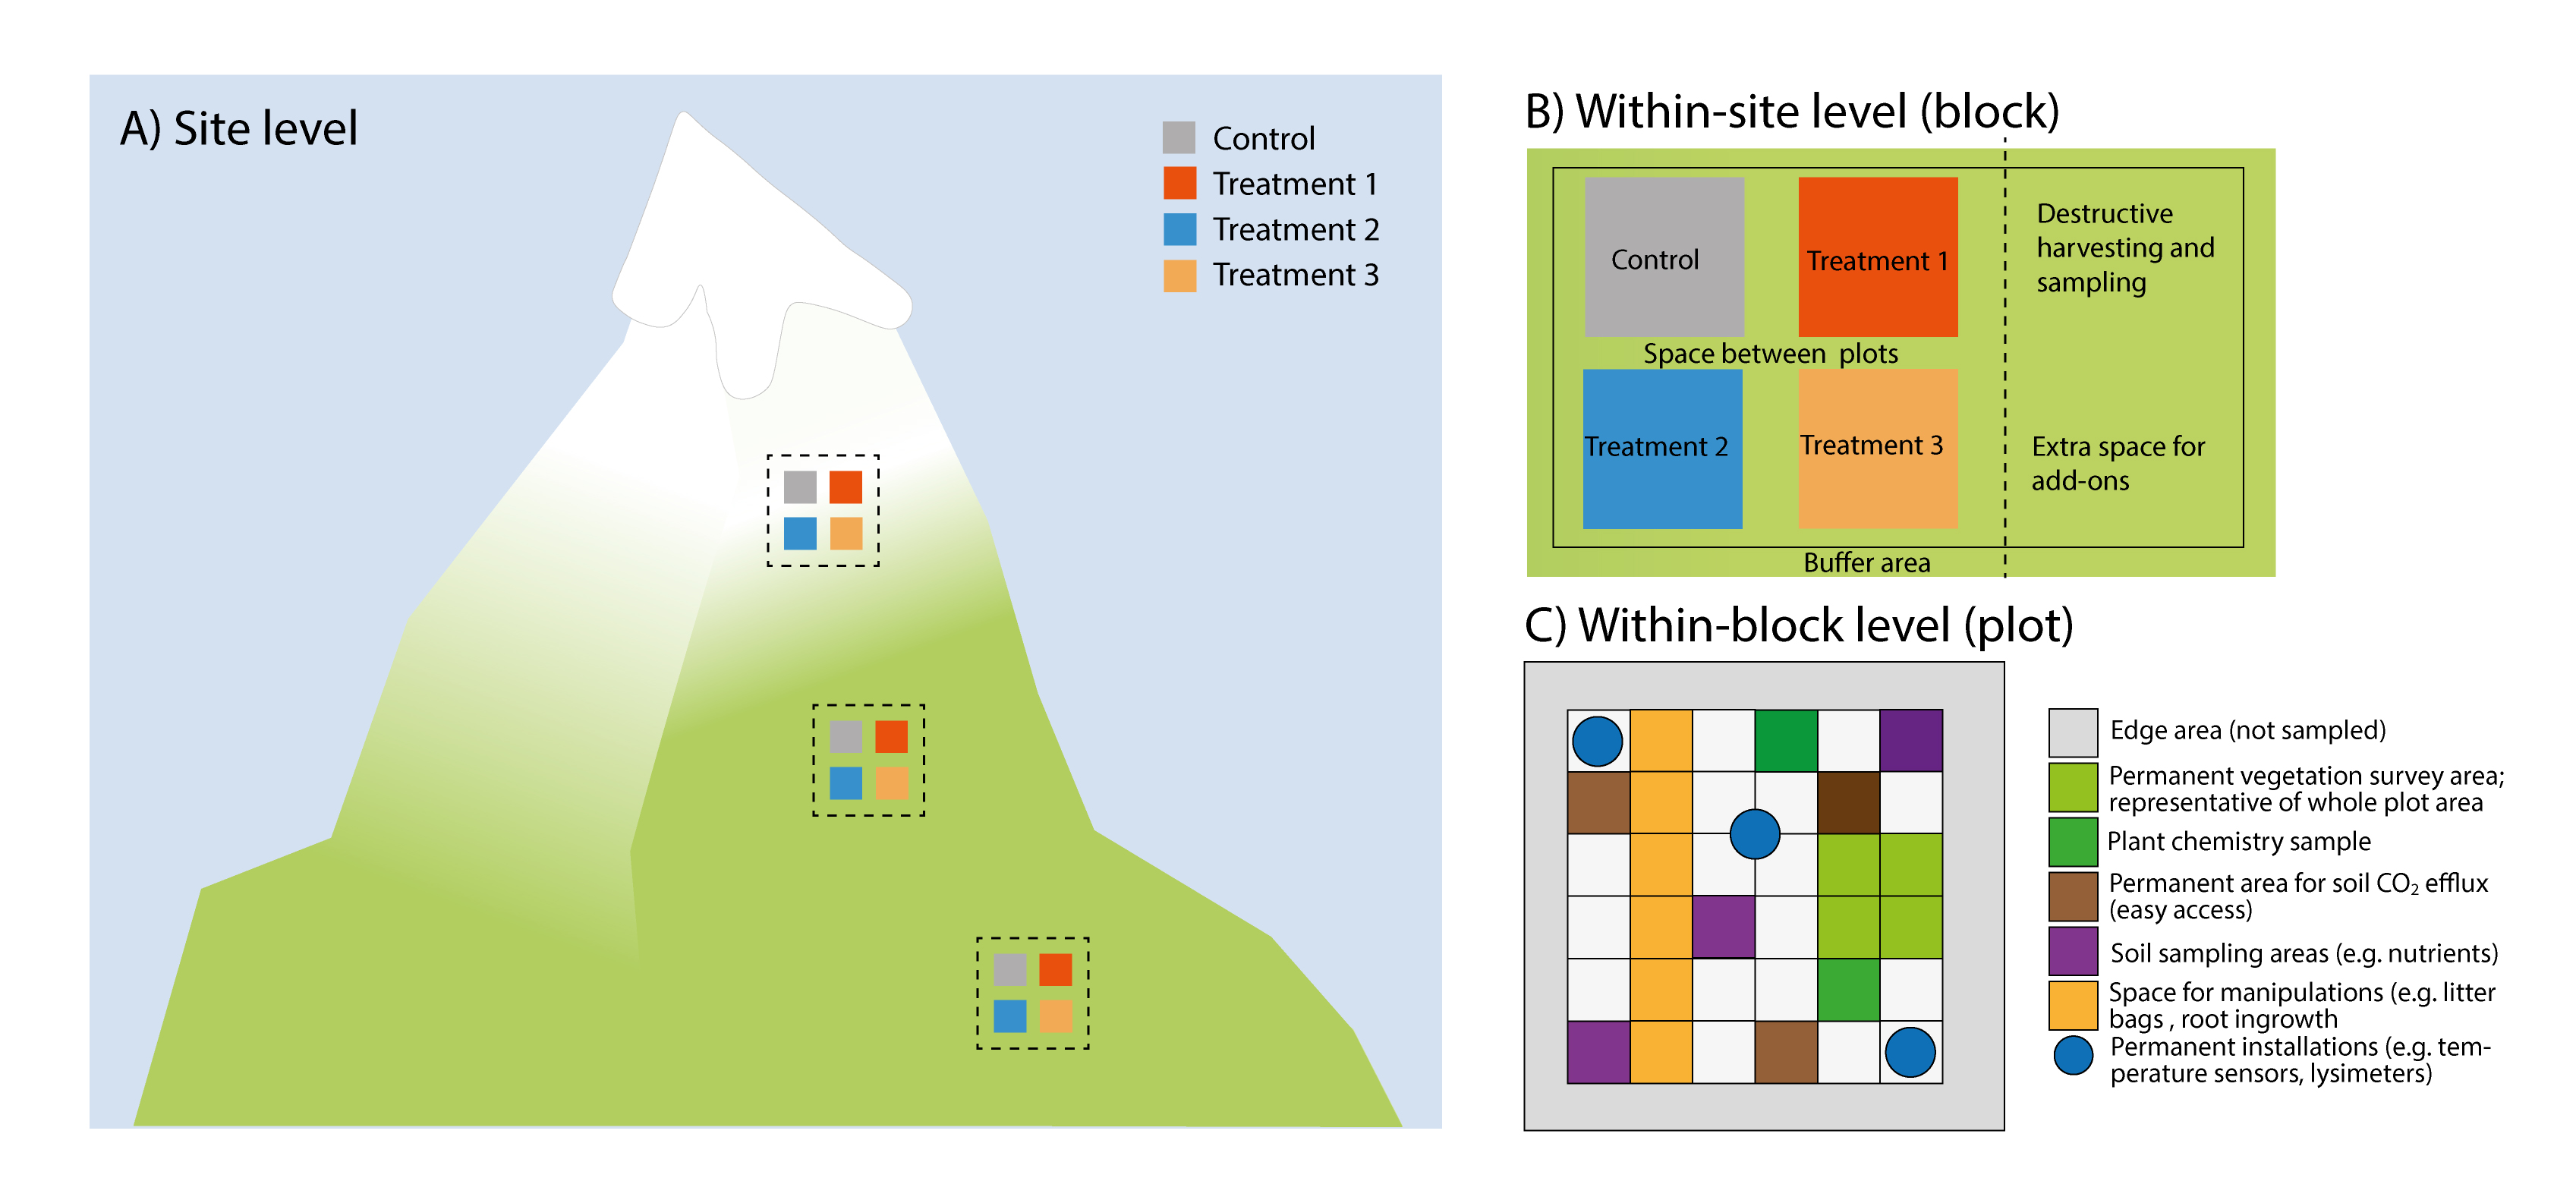 A) Site level
Control
Treatment 1
Treatment 2
Treatment 3
B) Within-site level (block)
Control
Treatment 1
Destructive
harvesting and
sampling
Space between plots
Treatment 2
Treatment 3
Extra space for
add-ons
Buffer area
C) Within-block level (plot)
Edge area (not sampled)
Permanent vegetation survey area;
representative of whole plot area
Plant chemistry sample
Permanent area for soil CO₂ efflux
(easy access)
Soil sampling areas (e.g. nutrients)
Space for manipulations (e.g. litter
bags , root ingrowth
Permanent installations (e.g. tem-
perature sensors, lysimeters)